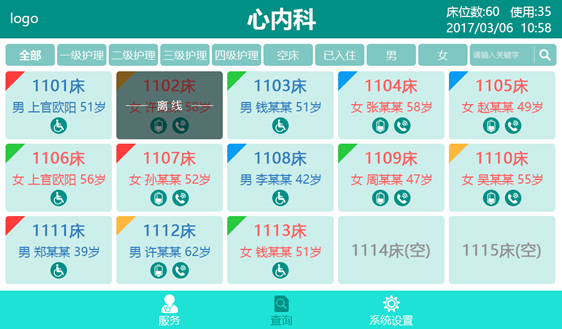 logo
心内科
床位数:60 使用:35
2017/03/06 10:58
全部 一级护理 二级护理 三级护理 四级护理 空床 已入住 男 女 请输入关键字
1101床
男 上官欧阳 51岁
1102床
离线
1103床
男 钱某某 51岁
1104床
女 张某某 58岁
1105床
女 赵某某 49岁
1106床
女 上官欧阳 56岁
1107床
女 孙某某 52岁
1108床
男 李某某 42岁
1109床
女 周某某 47岁
1110床
女 吴某某 55岁
1111床
男 郑某某 39岁
1112床
男 许某某 62岁
1113床
女 钱某某 51岁
1114床(空)
1115床(空)
服务
查询
系统设置